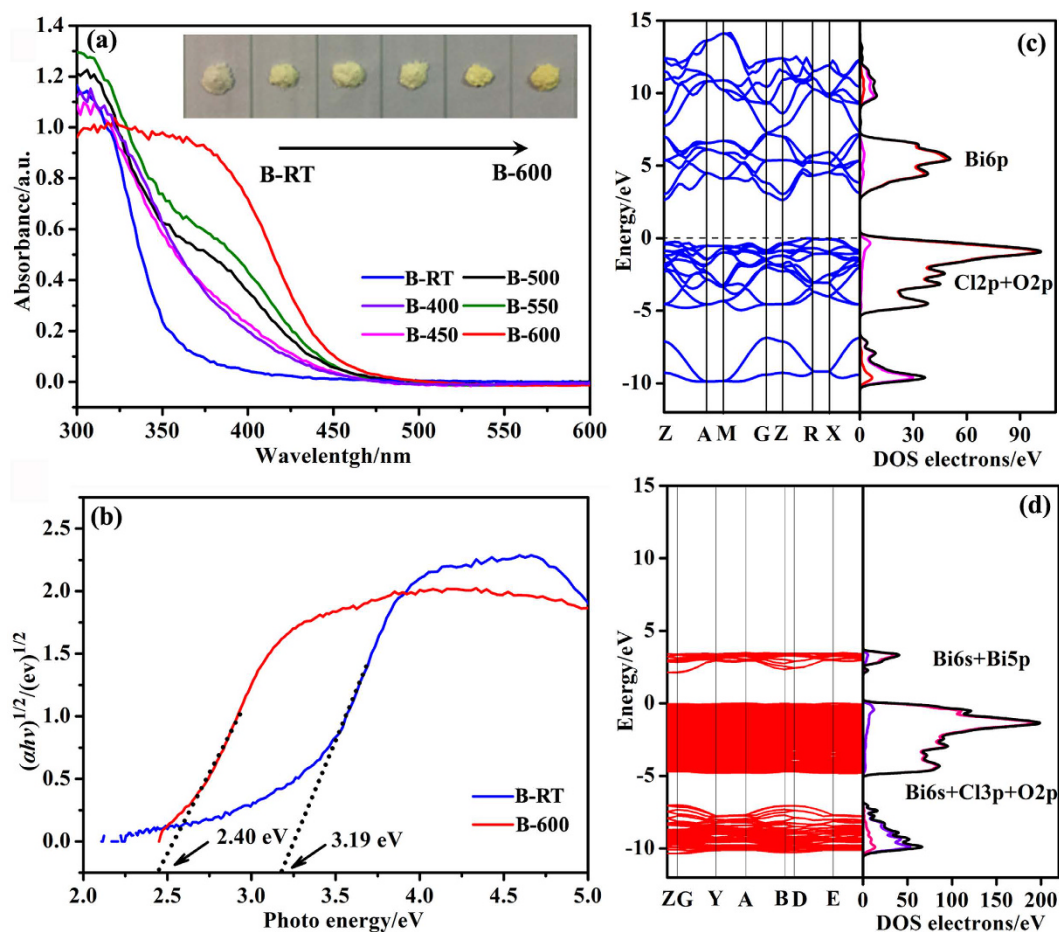 (a)
1.4
1.2
1.0
0.8
0.6
0.4
0.2
0.0
Absorbance/a.u.
B-RT
B-600
B-RT
B-500
B-400
B-550
B-450
B-600
300
350
400
450
500
550
600
Wavelentgh/nm
(b)
2.5
2.0
1.5
1.0
0.5
0.0
(αhv)1/2/(ev)1/2
2.40 eV
3.19 eV
B-RT
B-600
2.0
2.5
3.0
3.5
4.0
4.5
5.0
Photo energy/eV
(c)
15
10
5
0
-5
-10
Energy/eV
Bi6p
Cl2p+O2p
Z A M G Z R X
0 30 60 90
DOS electrons/eV
(d)
15
10
5
0
-5
-10
Energy/eV
Bi6s+Bi5p
Bi6s+Cl3p+O2p
Z G Y A B D E
0 50 100 150 200
DOS electrons/eV